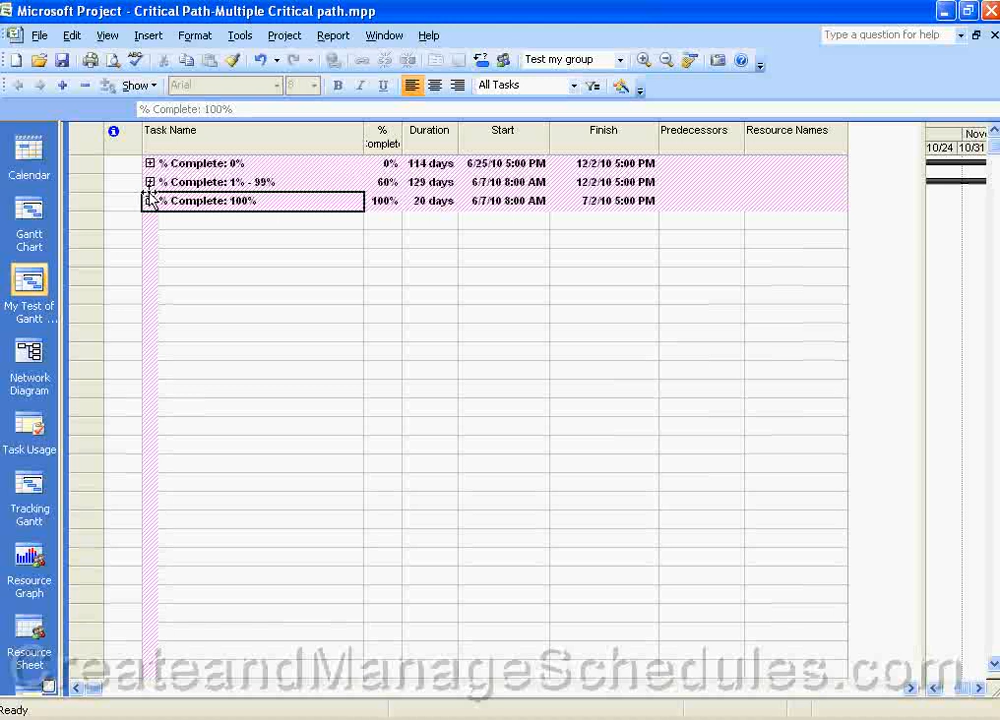 Microsoft Project - Critical Path-Multiple Critical path.mpp
File Edit View Insert Format Tools Project Report Window Help
Type a question for help
Test my group
Show
Arial
8
B I U
All Tasks
% Complete: 100%
Task Name
%
Complete
Duration
Start
Finish
Predecessors
Resource Names
Nov
10/24 10/31
% Complete: 0% 0% 114 days 6/25/10 5:00 PM 12/2/10 5:00 PM
% Complete: 1% - 99% 60% 129 days 6/7/10 8:00 AM 12/2/10 5:00 PM
% Complete: 100% 100% 20 days 6/7/10 8:00 AM 7/2/10 5:00 PM
Calendar
Gantt
Chart
My Test of
Gantt ...
Network
Diagram
Task Usage
Tracking
Gantt
Resource
Graph
Resource
Sheet
CreateandManageSchedules.com
Ready